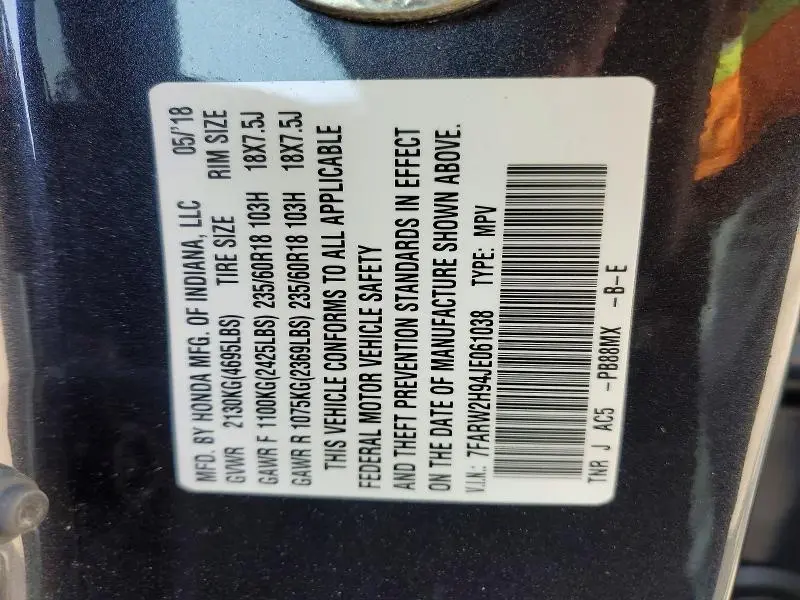 MFD. BY HONDA MFG. OF INDIANA, LLC 05/'18
GVWR 2130KG(4695LBS) TIRE SIZE RIM SIZE
GAWR F 1100KG(2425LBS) 235/60R18 103H 18X7.5J
GAWR R 1075KG(2369LBS) 235/60R18 103H 18X7.5J
THIS VEHICLE CONFORMS TO ALL APPLICABLE
FEDERAL MOTOR VEHICLE SAFETY
AND THEFT PREVENTION STANDARDS IN EFFECT
ON THE DATE OF MANUFACTURE SHOWN ABOVE.
V.I.N.: 7FARW2H94JE061038 TYPE: MPV
TNR J AC5 -PB88MX -B-E